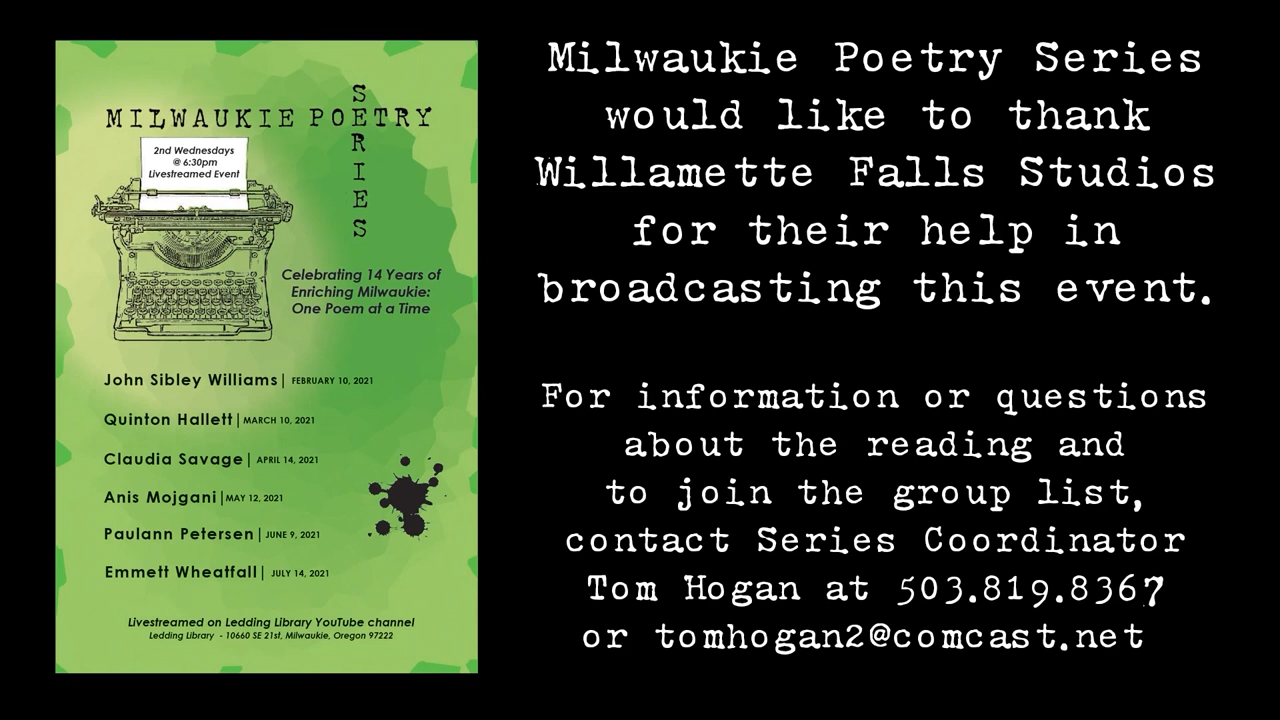 MILWAUKIE POETRY
SERIES
2nd Wednesdays
@ 6:30pm
Livestreamed Event
Celebrating 14 Years of
Enriching Milwaukie:
One Poem at a Time
John Sibley Williams | FEBRUARY 10, 2021
Quinton Hallett | MARCH 10, 2021
Claudia Savage | APRIL 14, 2021
Anis Mojgani | MAY 12, 2021
Paulann Petersen | JUNE 9, 2021
Emmett Wheatfall | JULY 14, 2021
Livestreamed on Ledding Library YouTube channel
Ledding Library - 10660 SE 21st, Milwaukie, Oregon 97222
Milwaukie Poetry Series
would like to thank
Willamette Falls Studios
for their help in
broadcasting this event.
For information or questions
about the reading and
to join the group list,
contact Series Coordinator
Tom Hogan at 503.819.8367
or tomhogan2@comcast.net